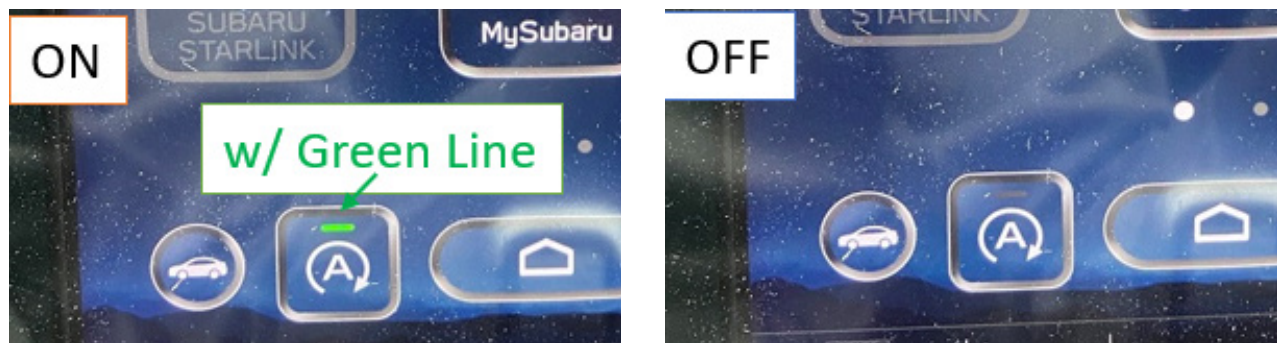 ON
SUBARU
STARLINK
MySubaru
w/ Green Line
A
OFF
STARLINK
A